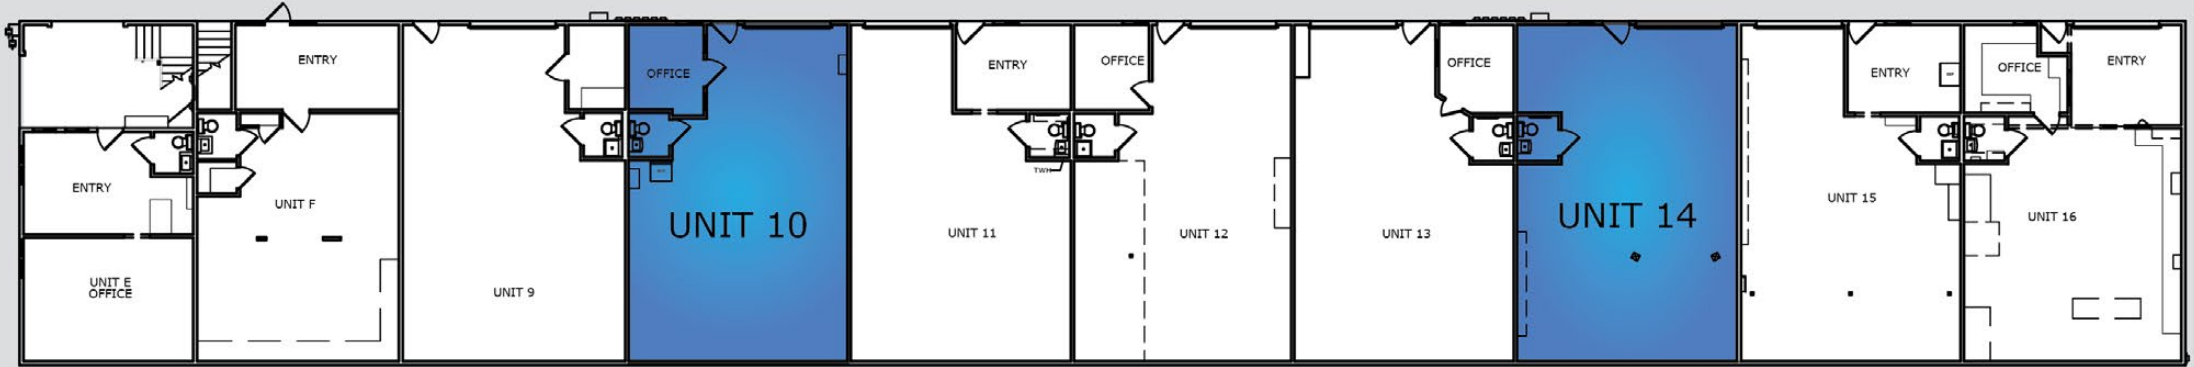 ENTRY
OFFICE
ENTRY
OFFICE
OFFICE
ENTRY
OFFICE
ENTRY
TWH
ENTRY
UNIT F
UNIT 10
UNIT 11
UNIT 12
UNIT 13
UNIT 14
UNIT 15
UNIT 16
UNIT E
OFFICE
UNIT 9